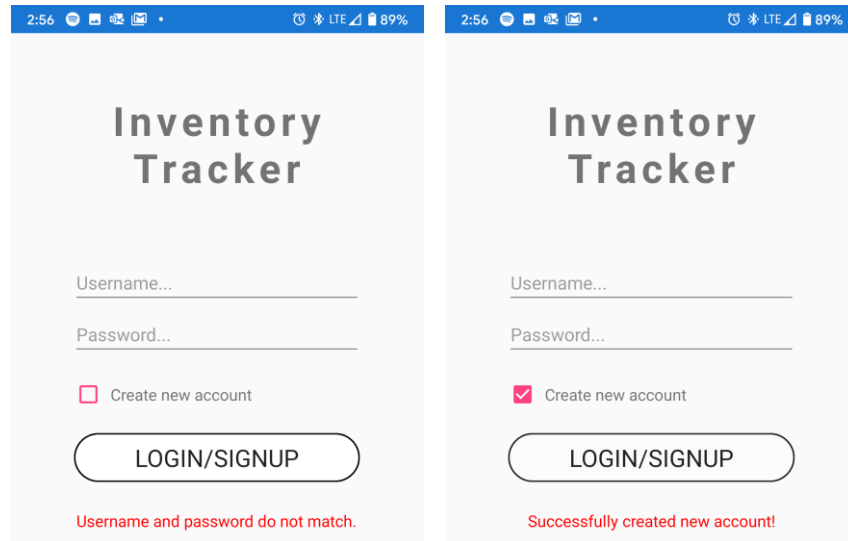 2:56 LTE 89%
Inventory
Tracker
Username...
Password...
Create new account
LOGIN/SIGNUP
Username and password do not match.
2:56 LTE 89%
Inventory
Tracker
Username...
Password...
Create new account
LOGIN/SIGNUP
Successfully created new account!